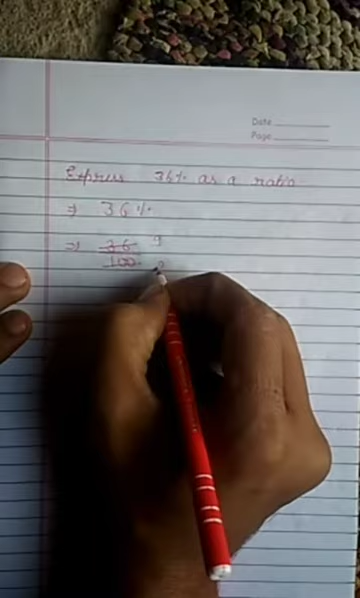 Date
Page
Express 36% as a ratio
⇒ 36%
⇒ 36 9
100